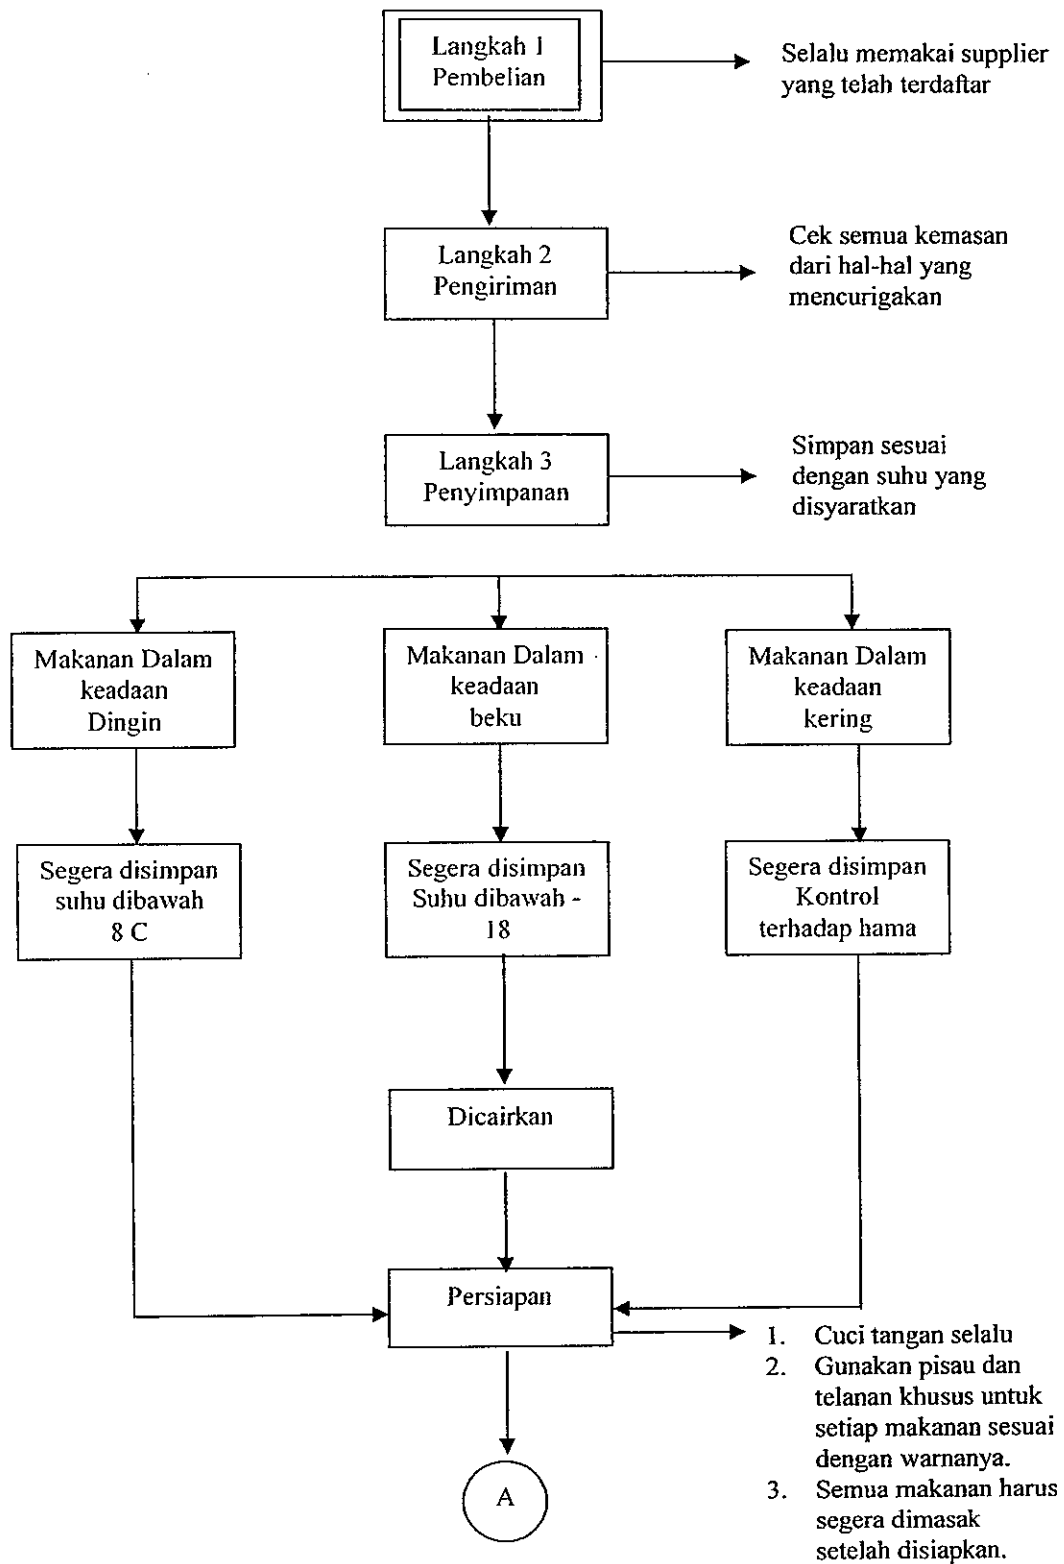 Langkah 1
Pembelian
Selalu memakai supplier
yang telah terdaftar
Langkah 2
Pengiriman
Cek semua kemasan
dari hal-hal yang
mencurigakan
Langkah 3
Penyimpanan
Simpan sesuai
dengan suhu yang
disyaratkan
Makanan Dalam
keadaan
Dingin
Makanan Dalam
keadaan
beku
Makanan Dalam
keadaan
kering
Segera disimpan
suhu dibawah
8 C
Segera disimpan
Suhu dibawah -
18
Segera disimpan
Kontrol
terhadap hama
Dicairkan
Persiapan
1. Cuci tangan selalu
2. Gunakan pisau dan
telanan khusus untuk
setiap makanan sesuai
dengan warnanya.
3. Semua makanan harus
segera dimasak
setelah disiapkan.
A